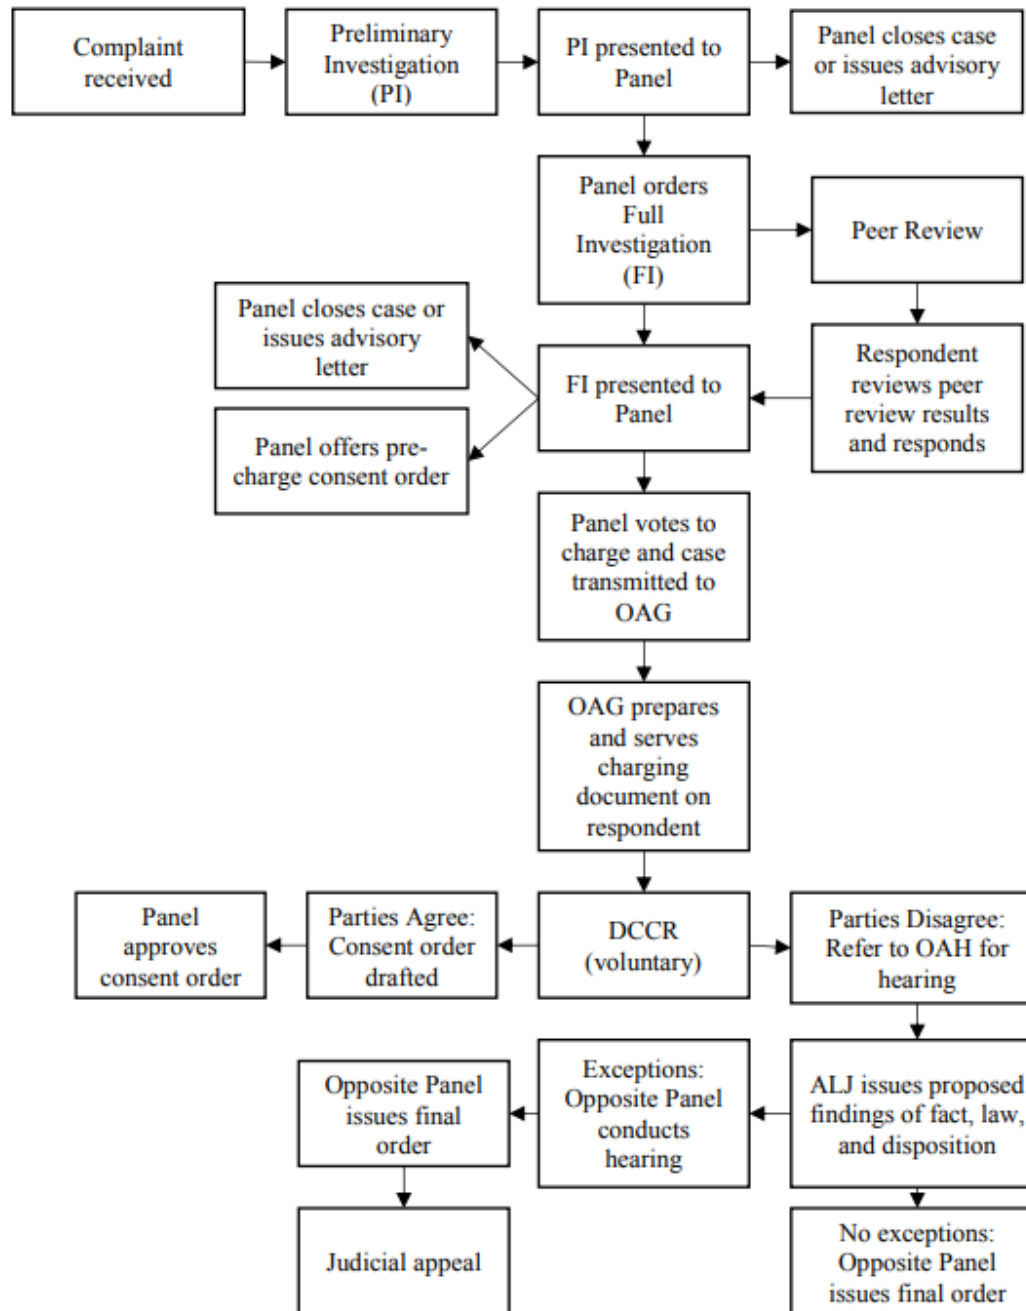 Complaint
received
Preliminary
Investigation
(PI)
PI presented to
Panel
Panel closes case
or issues advisory
letter
Panel orders
Full
Investigation
(FI)
Peer Review
Panel closes case or
issues advisory
letter
FI presented to
Panel
Respondent
reviews peer
review results
and responds
Panel offers pre-
charge consent order
Panel votes to
charge and case
transmitted to
OAG
OAG prepares
and serves
charging
document on
respondent
Panel
approves
consent order
Parties Agree:
Consent order
drafted
DCCR
(voluntary)
Parties Disagree:
Refer to OAH for
hearing
Opposite Panel
issues final
order
Exceptions:
Opposite Panel
conducts
hearing
ALJ issues proposed
findings of fact, law,
and disposition
Judicial appeal
No exceptions:
Opposite Panel
issues final order